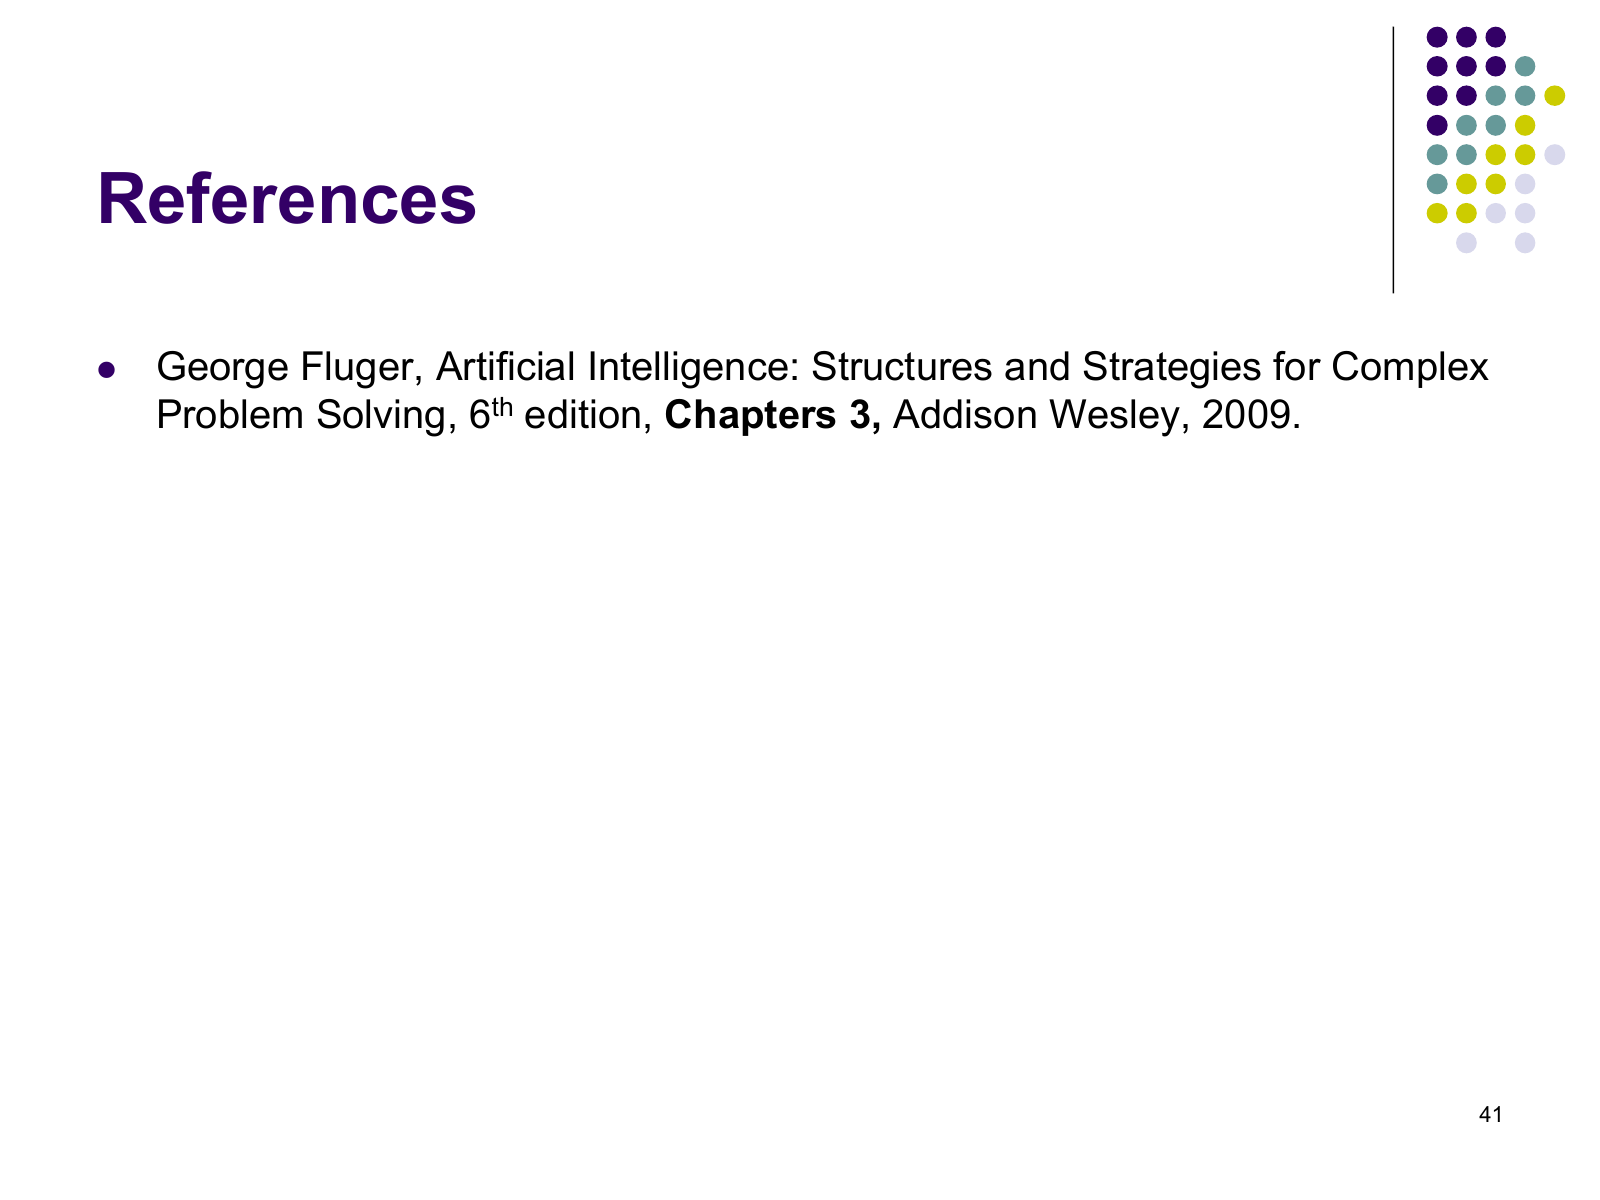 References
● George Fluger, Artificial Intelligence: Structures and Strategies for Complex
Problem Solving, 6th edition, Chapters 3, Addison Wesley, 2009.
41